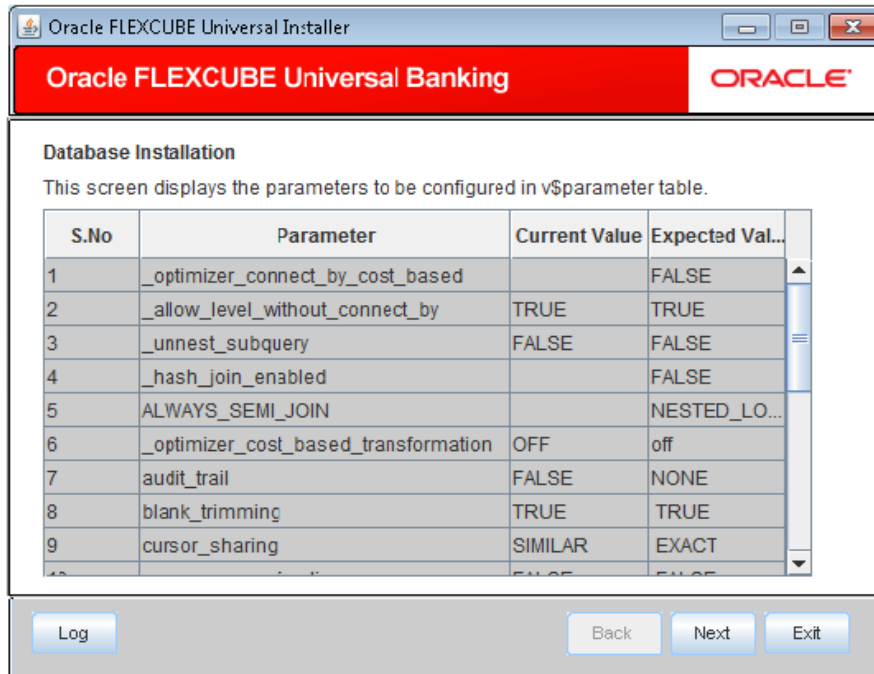 Oracle FLEXCUBE Universal Installer
Oracle FLEXCUBE Universal Banking
ORACLE
Database Installation
This screen displays the parameters to be configured in v$parameter table.
S.No Parameter Current Value Expected Val...
1 _optimizer_connect_by_cost_based FALSE
2 _allow_level_without_connect_by TRUE TRUE
3 _unnest_subquery FALSE FALSE
4 _hash_join_enabled FALSE
5 ALWAYS_SEMI_JOIN NESTED_LO...
6 _optimizer_cost_based_transformation OFF off
7 audit_trail FALSE NONE
8 blank_trimming TRUE TRUE
9 cursor_sharing SIMILAR EXACT
Log Back Next Exit